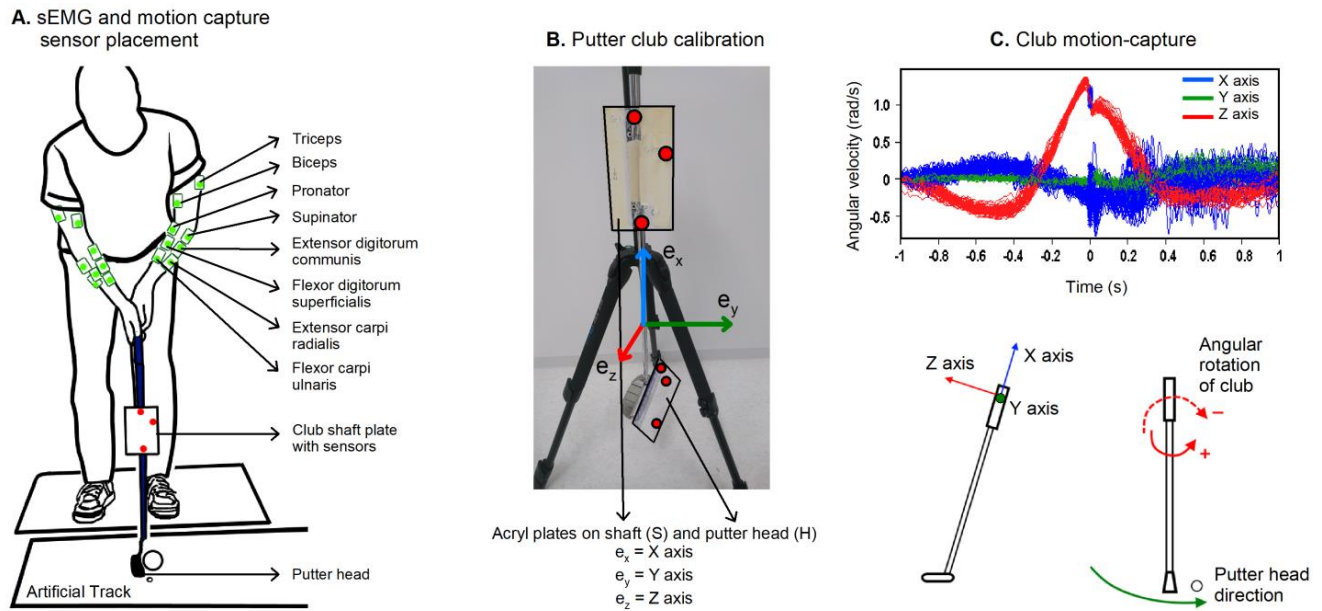 A. sEMG and motion capture
sensor placement
Triceps
Biceps
Pronator
Supinator
Extensor digitorum
communis
Flexor digitorum
superficialis
Extensor carpi
radialis
Flexor carpi
ulnaris
Club shaft plate
with sensors
Putter head
Artificial Track
B. Putter club calibration
ex
ey
ez
Acryl plates on shaft (S) and putter head (H)
ex = X axis
ey = Y axis
ez = Z axis
C. Club motion-capture
X axis
Y axis
Z axis
Angular velocity (rad/s)
1.0
0.5
0
-0.5
-1 -0.8 -0.6 -0.4 -0.2 0 0.2 0.4 0.6 0.8 1
Time (s)
Z axis
X axis
Y axis
Angular
rotation
of club
−
+
Putter head
direction